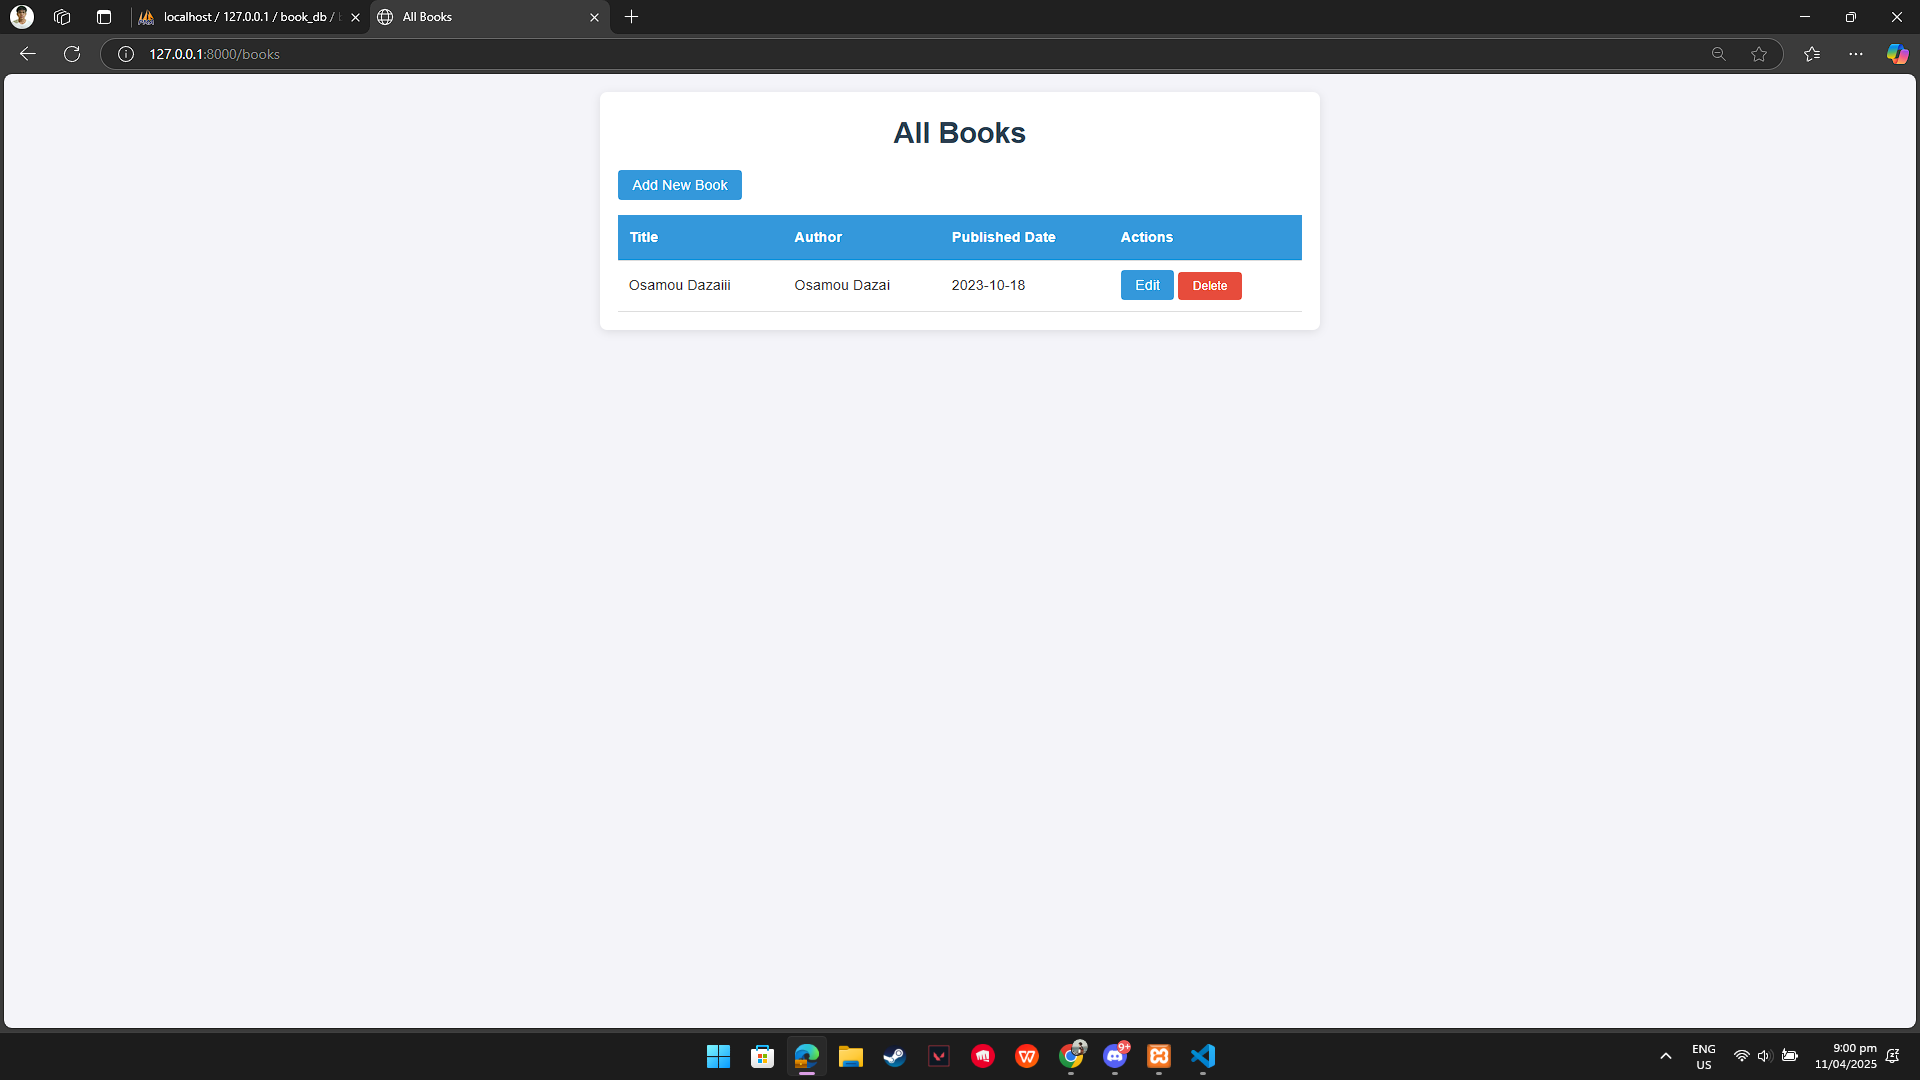 localhost / 127.0.0.1 / book_db /
All Books
127.0.0.1:8000/books
All Books
Add New Book
Title Author Published Date Actions
Osamou Dazaiii Osamou Dazai 2023-10-18 Edit Delete
9+
ENG
US
9:00 pm
11/04/2025